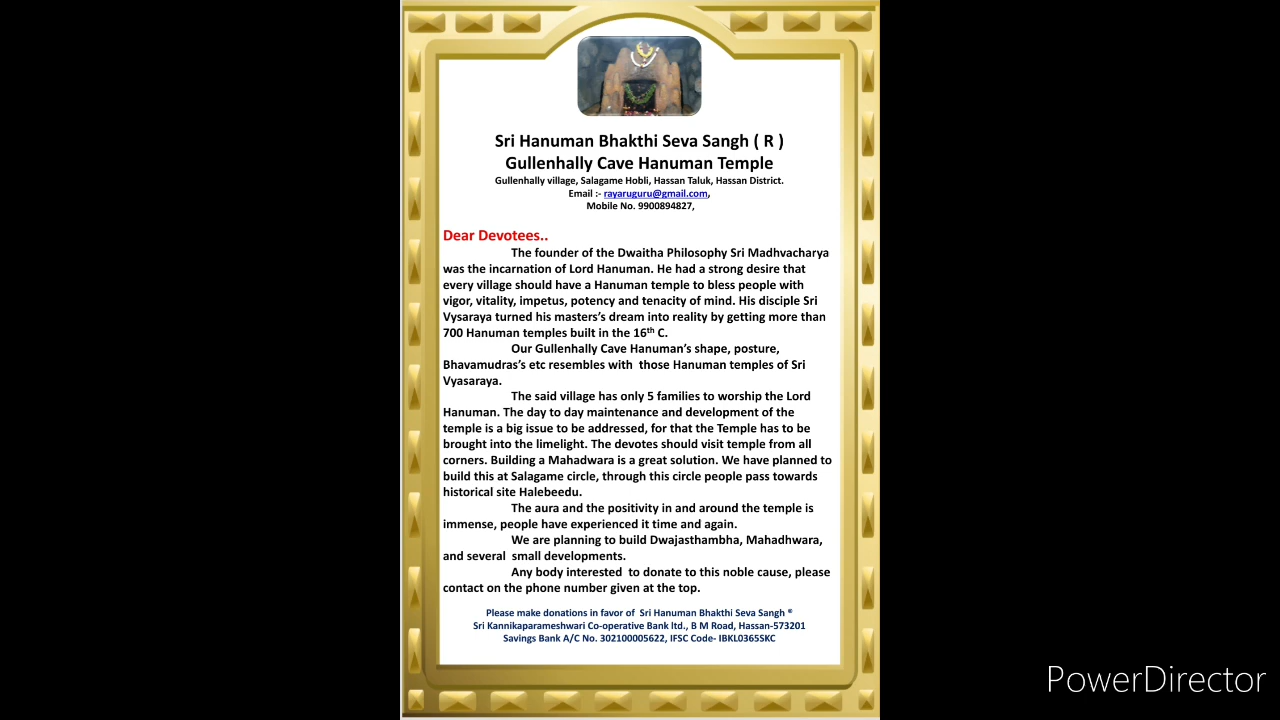 Sri Hanuman Bhakthi Seva Sangh ( R )
Gullenhally Cave Hanuman Temple
Gullenhally village, Salagame Hobli, Hassan Taluk, Hassan District.
Email :- rayaruguru@gmail.com,
Mobile No. 9900894827,
Dear Devotees..
The founder of the Dwaitha Philosophy Sri Madhvacharya
was the incarnation of Lord Hanuman. He had a strong desire that
every village should have a Hanuman temple to bless people with
vigor, vitality, impetus, potency and tenacity of mind. His disciple Sri
Vysaraya turned his masters’s dream into reality by getting more than
700 Hanuman temples built in the 16th C.
Our Gullenhally Cave Hanuman’s shape, posture,
Bhavamudras’s etc resembles with those Hanuman temples of Sri
Vyasaraya.
The said village has only 5 families to worship the Lord
Hanuman. The day to day maintenance and development of the
temple is a big issue to be addressed, for that the Temple has to be
brought into the limelight. The devotes should visit temple from all
corners. Building a Mahadwara is a great solution. We have planned to
build this at Salagame circle, through this circle people pass towards
historical site Halebeedu.
The aura and the positivity in and around the temple is
immense, people have experienced it time and again.
We are planning to build Dwajasthambha, Mahadhwara,
and several small developments.
Any body interested to donate to this noble cause, please
contact on the phone number given at the top.
Please make donations in favor of Sri Hanuman Bhakthi Seva Sangh ®
Sri Kannikaparameshwari Co-operative Bank ltd., B M Road, Hassan-573201
Savings Bank A/C No. 302100005622, IFSC Code- IBKL03655KC
PowerDirector